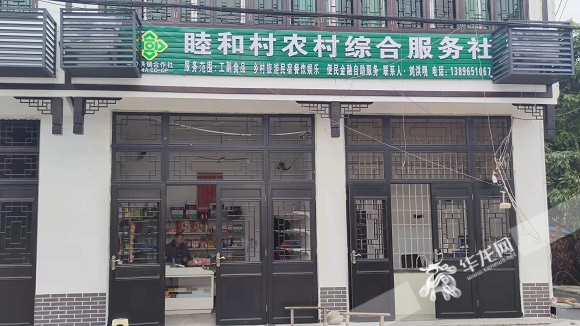 睦和村农村综合服务社
服务范围·工副食品 乡村旅游民宿餐饮娱乐 便民金融自助服务 联系人·刘洪明 电话:1389651067
华龙网